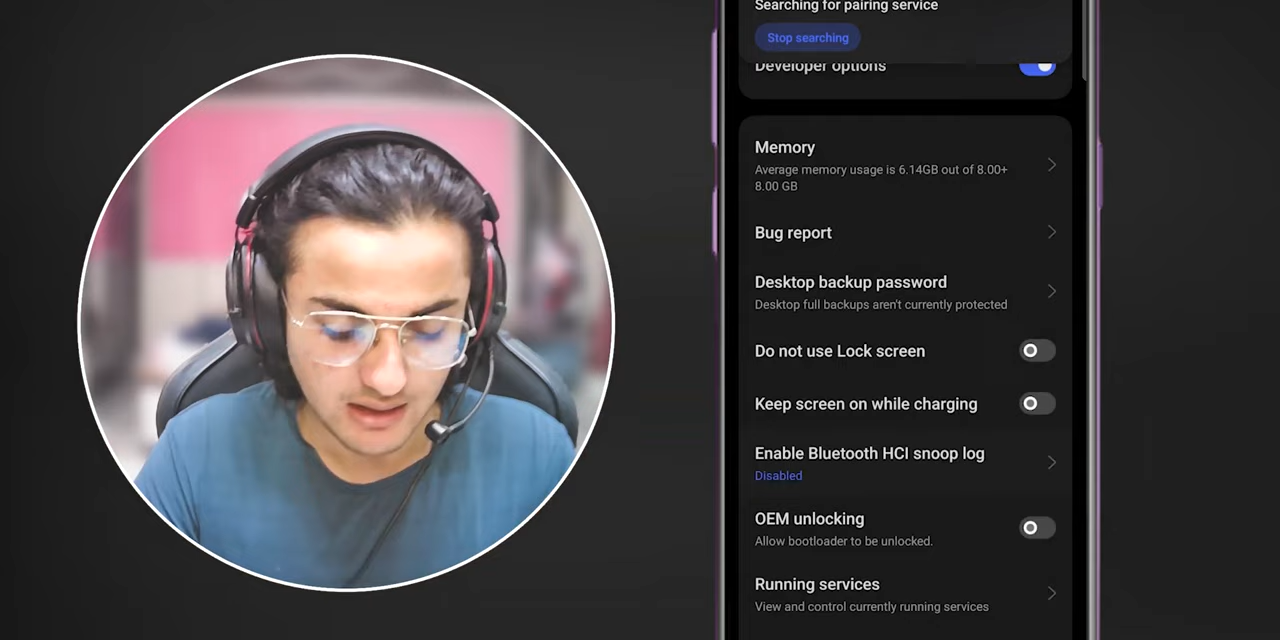 Searching for pairing service
Stop searching
Developer options
Memory
Average memory usage is 6.14GB out of 8.00+
8.00 GB
Bug report
Desktop backup password
Desktop full backups aren't currently protected
Do not use Lock screen
Keep screen on while charging
Enable Bluetooth HCI snoop log
Disabled
OEM unlocking
Allow bootloader to be unlocked.
Running services
View and control currently running services